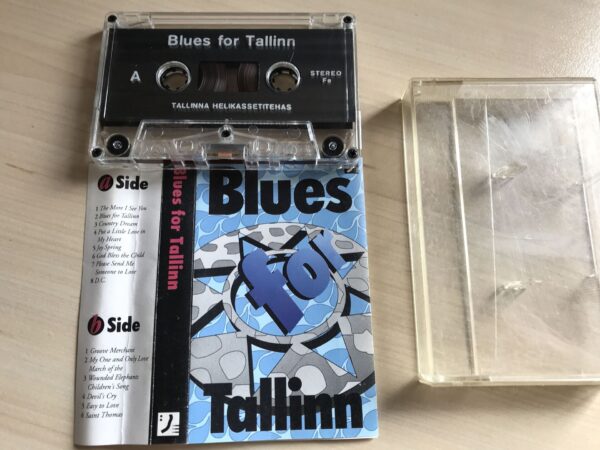 Blues for Tallinn
A
STEREO
Fe
TALLINNA HELIKASSETITEHAS
a Side
1 The More I See You
2 Blues for Tallinn
3 Country Dream
4 Put a Little Love in
My Heart
5 Joy Spring
6 God Bless the Child
7 Please Send Me
Someone to Love
8 D.C.
b Side
1 Groove Merchant
2 My One and Only Love
March of the
3 Wounded Elephants
Children's Song
4 Devil's Cry
5 Easy to Love
6 Saint Thomas
Blues for Tallinn
Blues
for
Tallinn